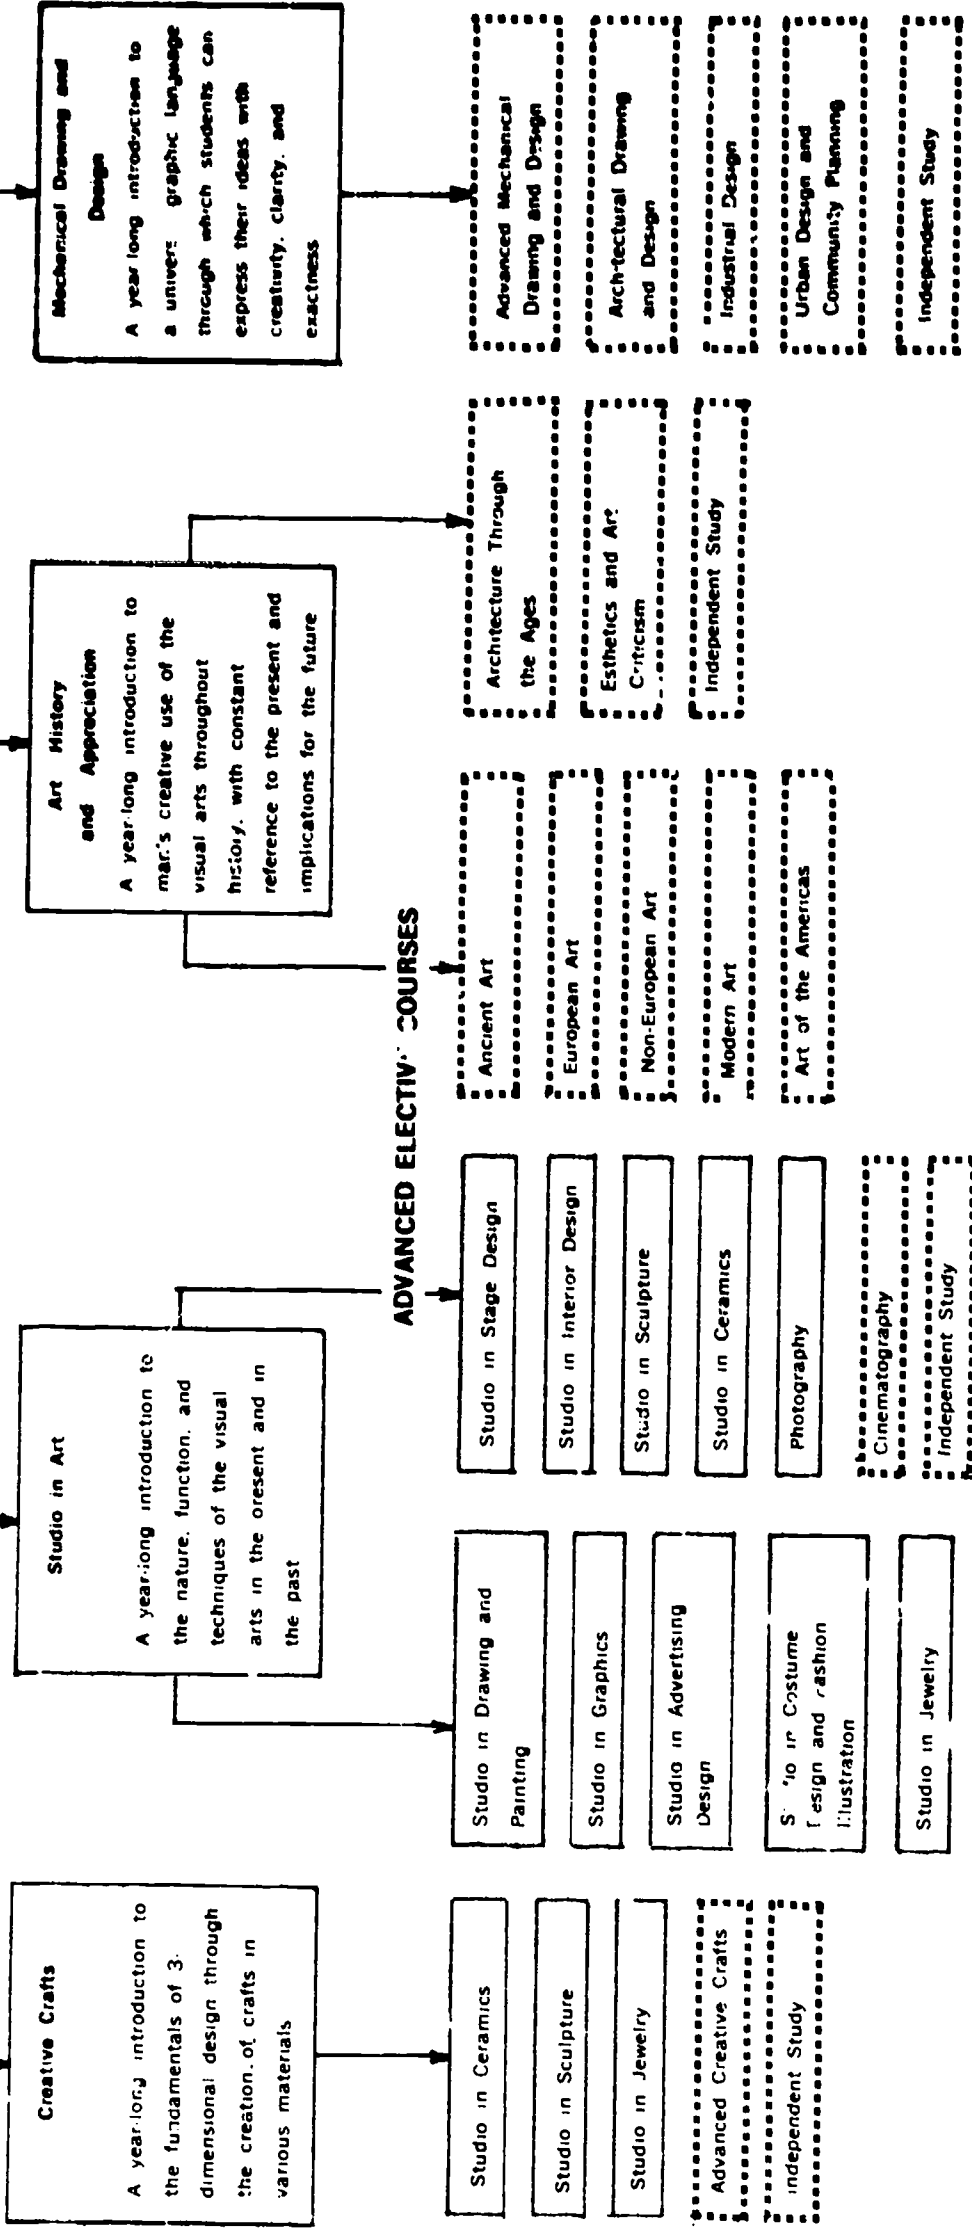 Creative Crafts
A year-long introduction to
the fundamentals of 3-
dimensional design through
the creation of crafts in
various materials
Studio in Art
A year-long introduction to
the nature, function, and
techniques of the visual
arts in the present and in
the past
Art History
and Appreciation
A year-long introduction to
man's creative use of the
visual arts throughout
history, with constant
reference to the present and
implications for the future
Mechanical Drawing and
Design
A year long introduction to
a graphic language
through which students can
express their ideas with
creativity, clarity, and
exactness
ADVANCED ELECTIVE COURSES
Studio in Ceramics
Studio in Sculpture
Studio in Jewelry
Advanced Creative Crafts
Independent Study
Studio in Drawing and
Painting
Studio in Graphics
Studio in Advertising
Design
Studio in Costume
Design and Fashion
Illustration
Studio in Jewelry
Studio in Stage Design
Studio in Interior Design
Studio in Sculpture
Studio in Ceramics
Photography
Cinematography
Independent Study
Ancient Art
European Art
Non-European Art
Modern Art
Art of the Americas
Architecture Through
the Ages
Esthetics and Art
Criticism
Independent Study
Advanced Mechanical
Drawing and Design
Architectural Drawing
and Design
Industrial Design
Urban Design and
Community Planning
Independent Study